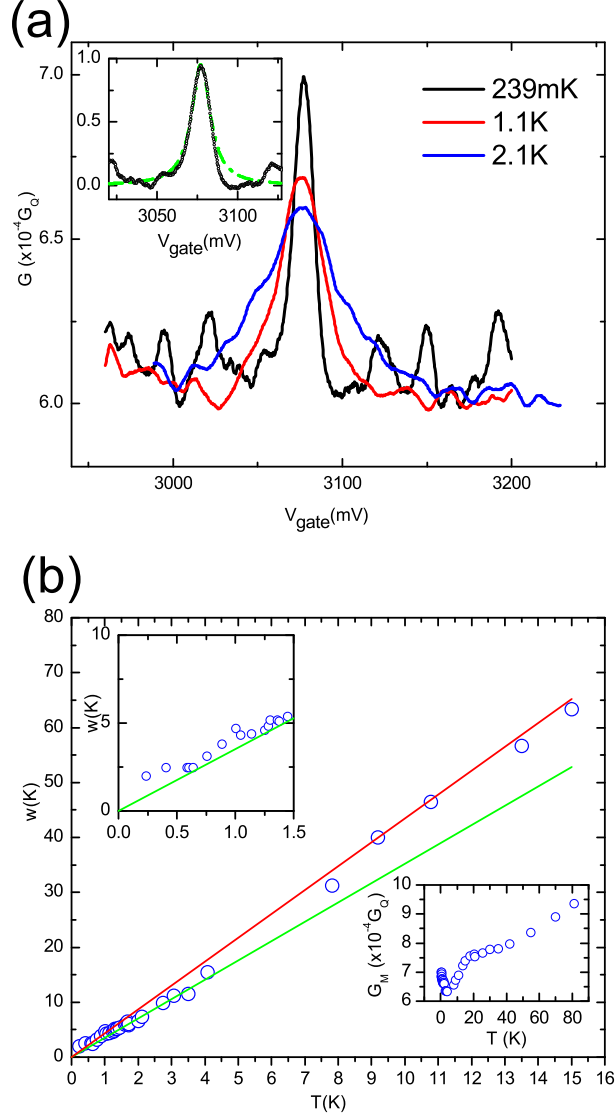 (a)
7.0
6.5
6.0
G (x10⁻⁴G_Q)
239mK
1.1K
2.1K
1.0
0.5
0.0
3050 3100
V_gate(mV)
3000 3100 3200
V_gate(mV)
(b)
80
70
60
50
40
30
20
10
0
w(K)
10
5
0
w(K)
0.0 0.5 1.0 1.5
10
9
8
7
6
G_M (x10⁻⁴G_Q)
0 20 40 60 80
T (K)
0 1 2 3 4 5 6 7 8 9 10 11 12 13 14 15 16
T(K)